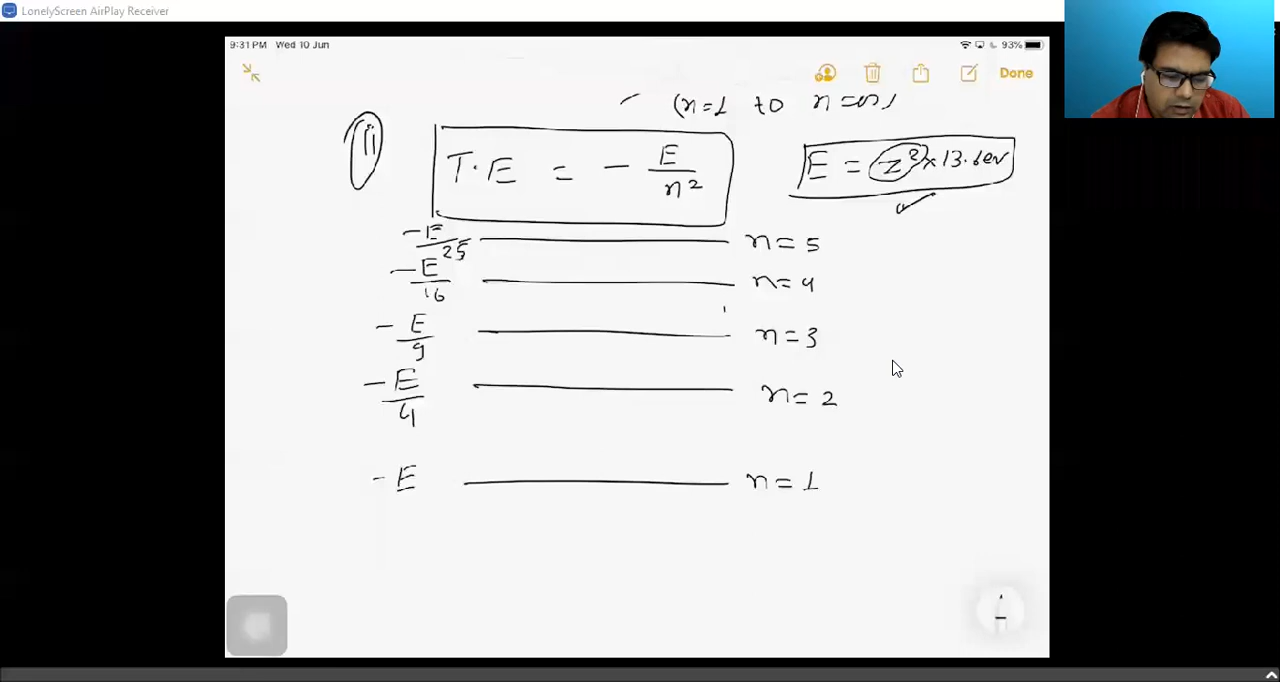 LonelyScreen AirPlay Receiver
9:31 PM Wed 10 Jun
93%
Done
(n=1 to n=∞)
11
T.E = - E/n²
E = z² × 13.6ev
-E/25 n=5
-E/16 n=4
-E/9 n=3
-E/4 n=2
-E n=1